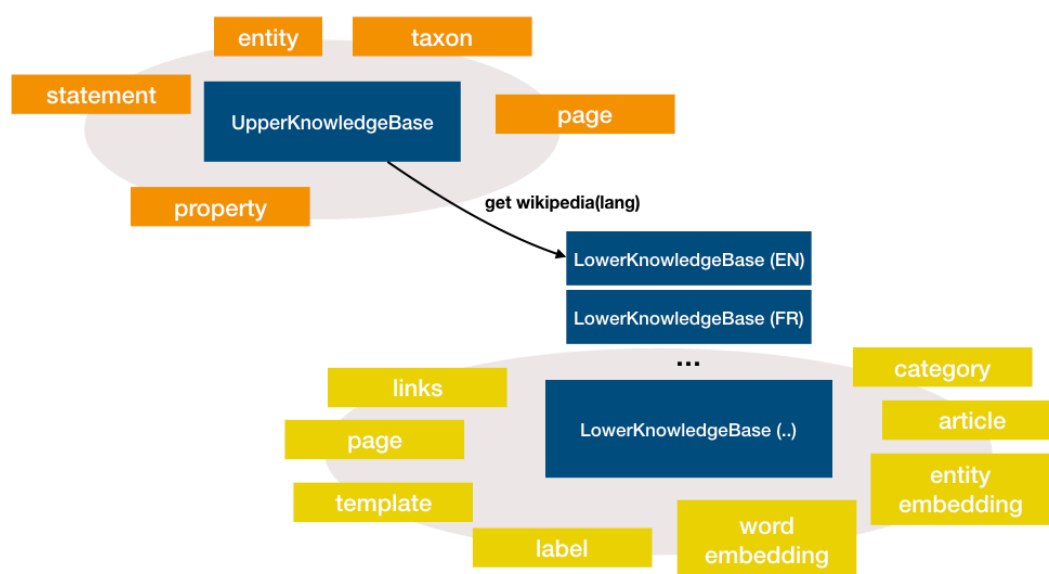 entity
taxon
statement
UpperKnowledgeBase
page
property
get wikipedia(lang)
LowerKnowledgeBase (EN)
LowerKnowledgeBase (FR)
...
category
links
article
page
LowerKnowledgeBase (..)
entity
embedding
template
word
embedding
label